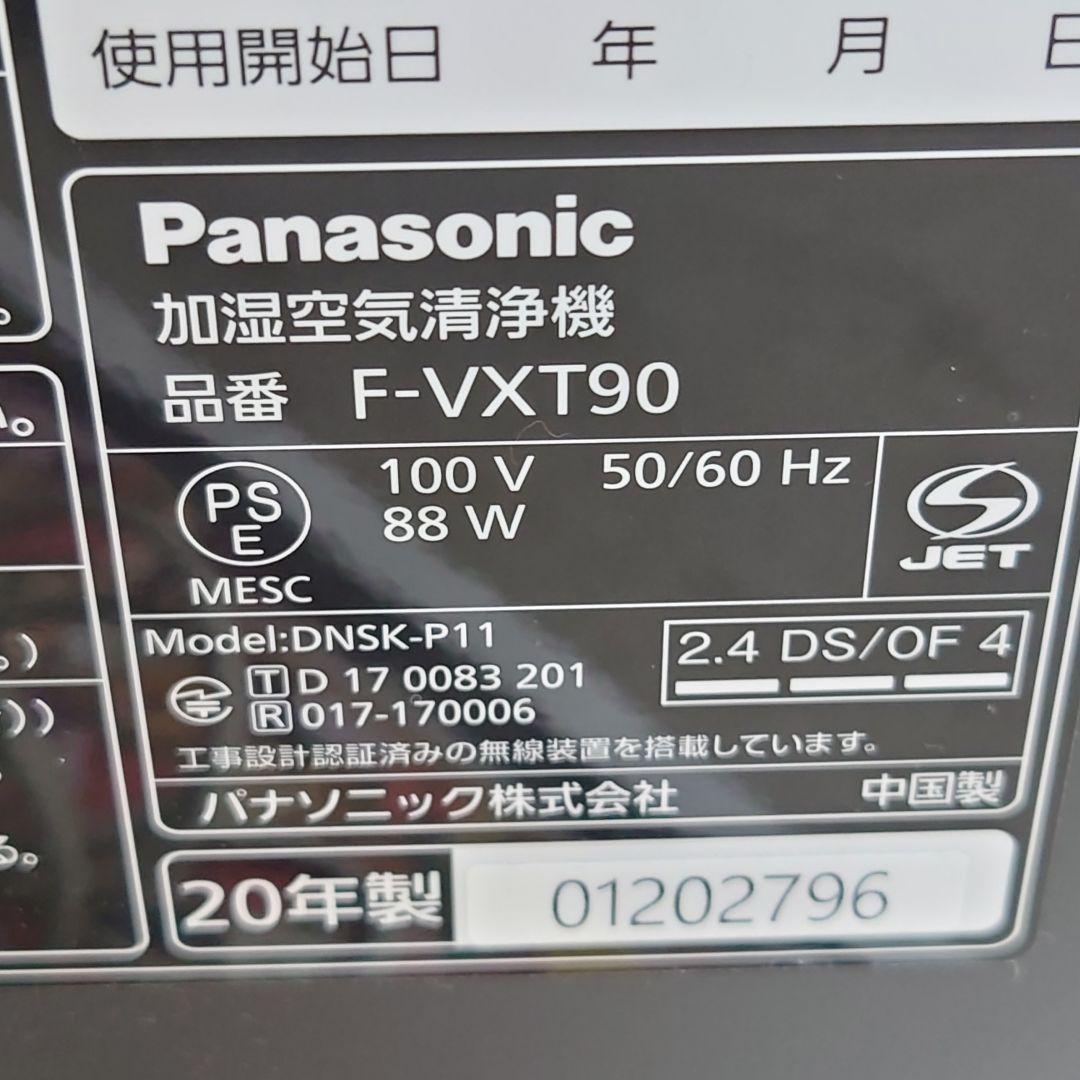 使用開始日 年 月 日
Panasonic
加湿空気清浄機
品番 F-VXT90
PS
E
MESC
100 V 50/60 Hz
88 W
JET
Model:DNSK-P11
T D 17 0083 201
R 017-170006
2.4 DS/OF 4
工事設計認証済みの無線装置を搭載しています。
パナソニック株式会社 中国製
20年製 01202796